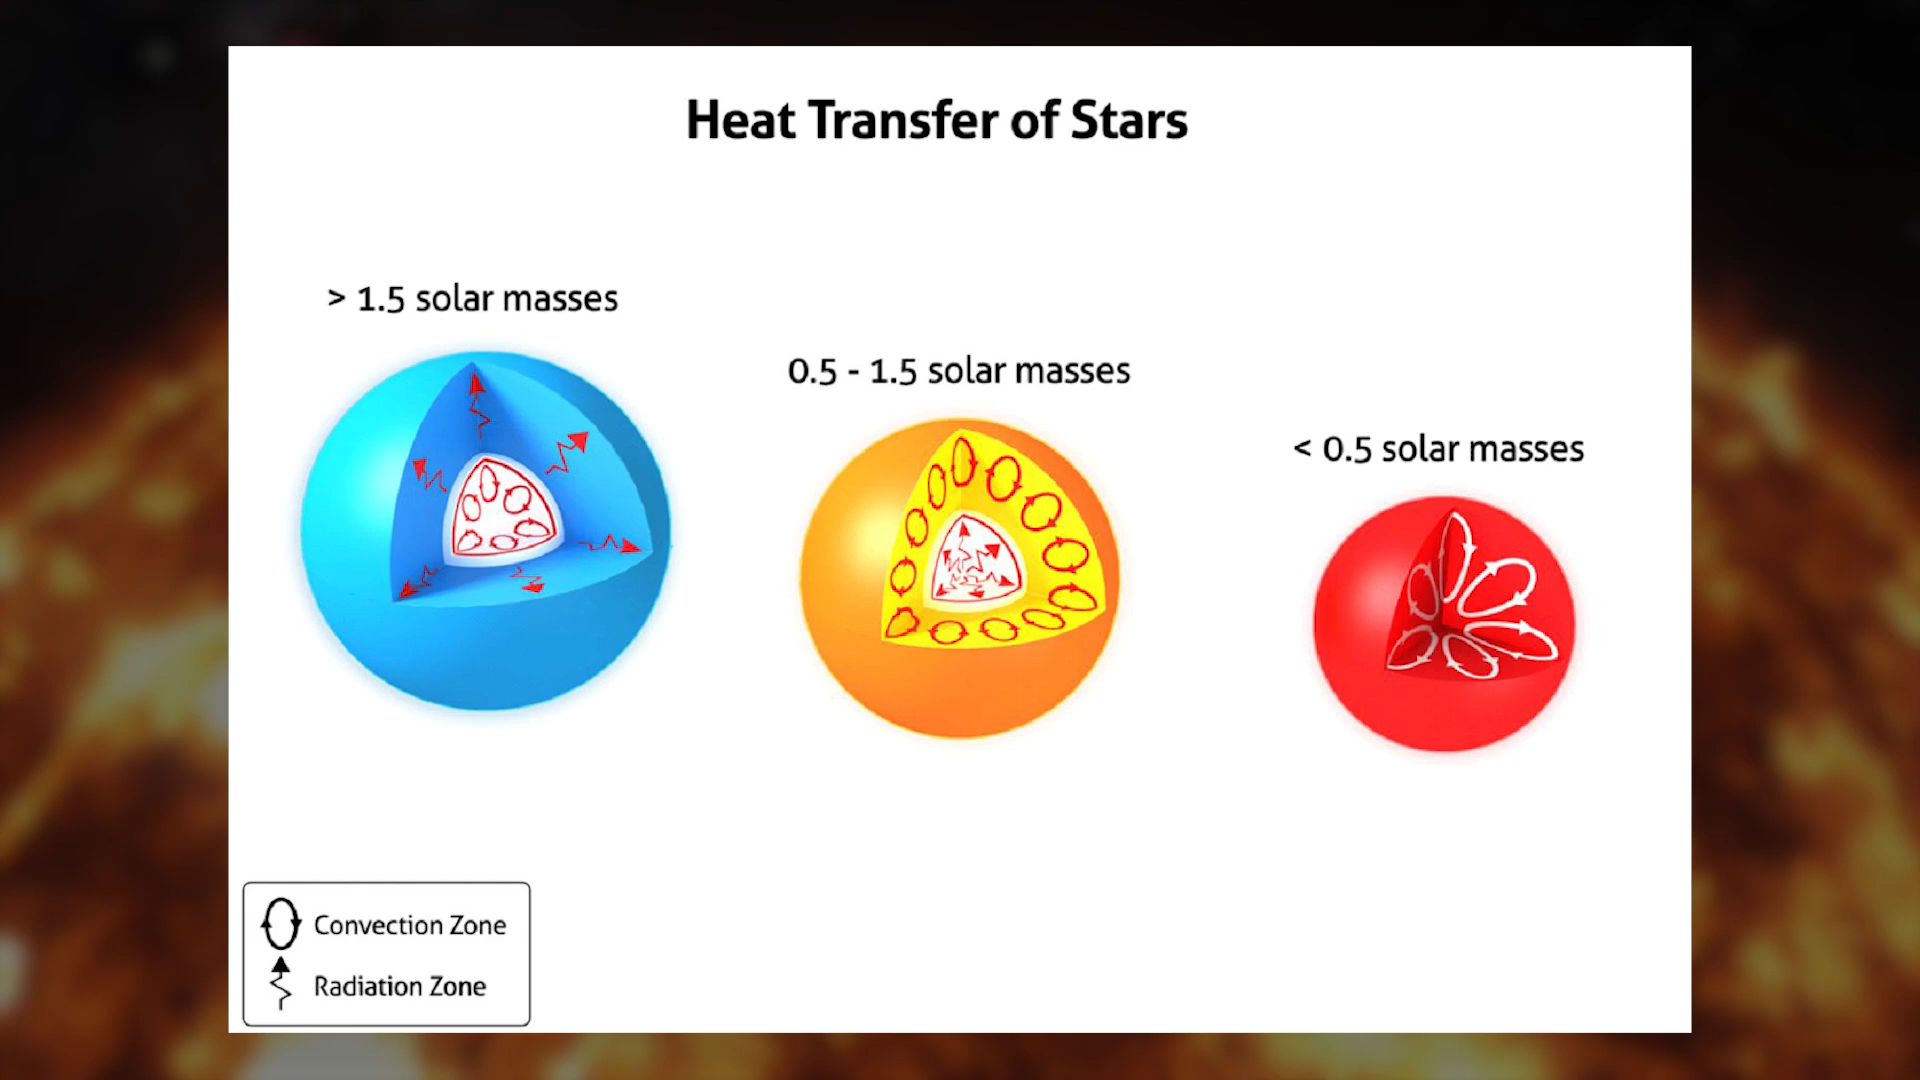 Heat Transfer of Stars
> 1.5 solar masses
0.5 - 1.5 solar masses
< 0.5 solar masses
Convection Zone
Radiation Zone